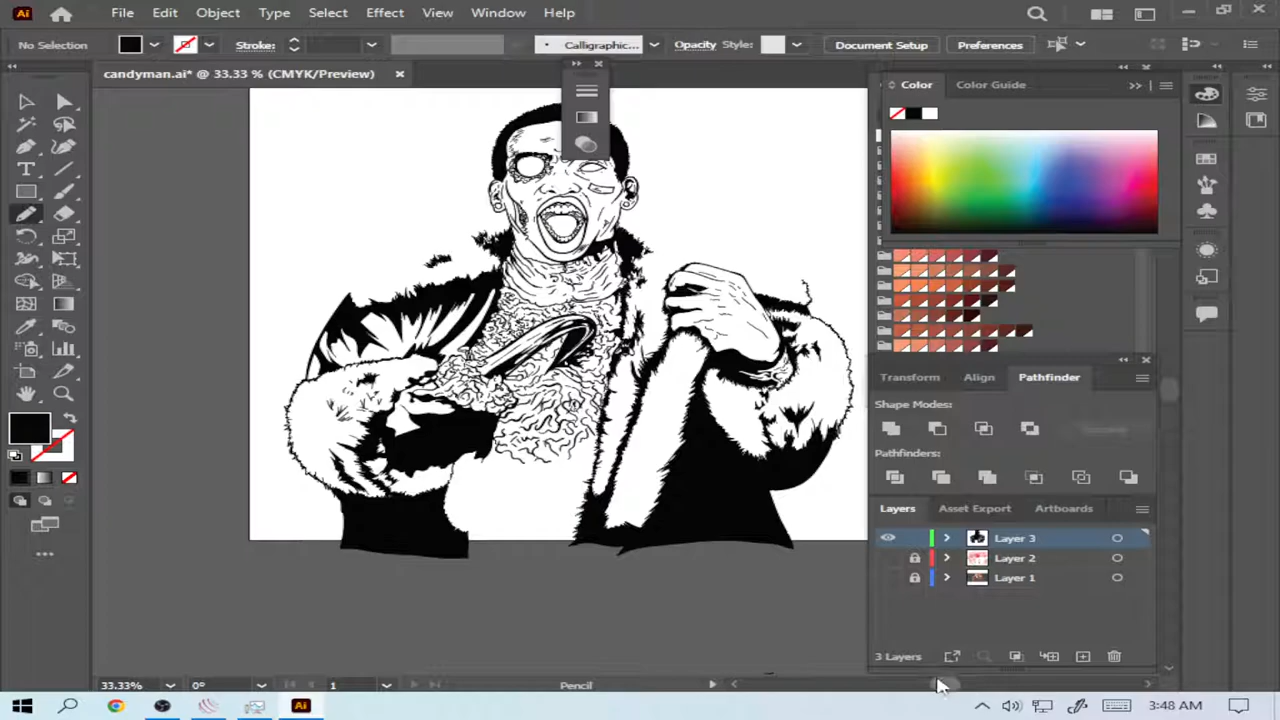 Ai File Edit Object Type Select Effect View Window Help
No Selection Stroke: Calligraphic... Opacity Style: Document Setup Preferences
candyman.ai* @ 33.33 % (CMYK/Preview)
Color Color Guide
Transform Align Pathfinder
Shape Modes:
Pathfinders:
Layers Asset Export Artboards
Layer 3
Layer 2
Layer 1
3 Layers
33.33% 0° 1 Pencil
Ai 3:48 AM